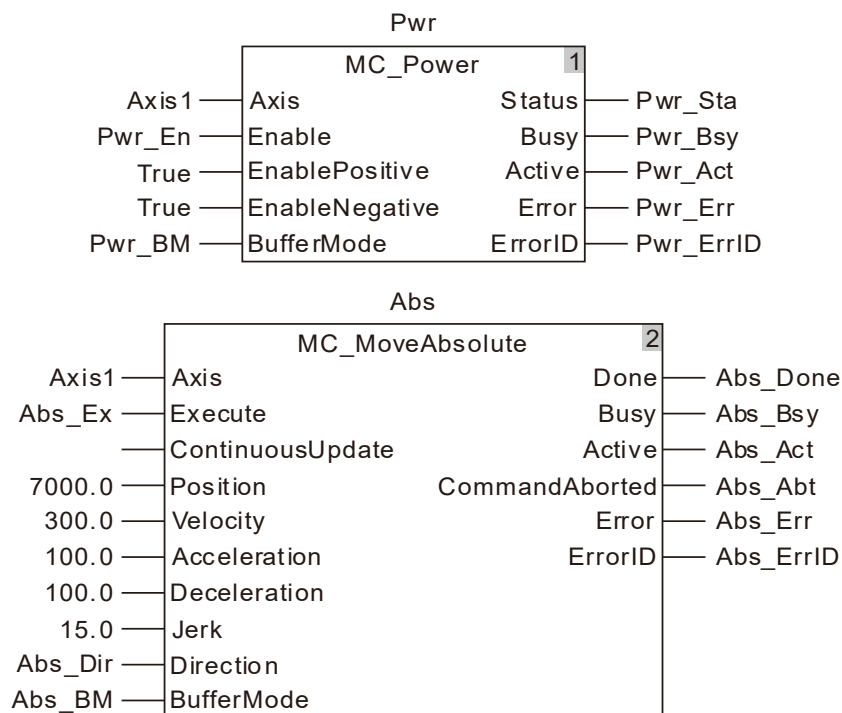 Pwr
MC_Power 1
Axis1 Axis Status Pwr_Sta
Pwr_En Enable Busy Pwr_Bsy
True EnablePositive Active Pwr_Act
True EnableNegative Error Pwr_Err
Pwr_BM BufferMode ErrorID Pwr_ErrID
Abs
MC_MoveAbsolute 2
Axis1 Axis Done Abs_Done
Abs_Ex Execute Busy Abs_Bsy
ContinuousUpdate Active Abs_Act
7000.0 Position CommandAborted Abs_Abt
300.0 Velocity Error Abs_Err
100.0 Acceleration ErrorID Abs_ErrID
100.0 Deceleration
15.0 Jerk
Abs_Dir Direction
Abs_BM BufferMode